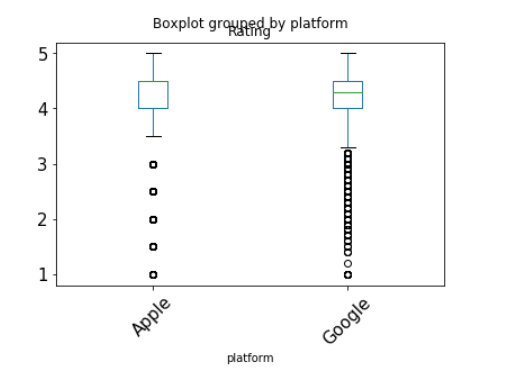 Boxplot grouped by platform
Rating
5
4
3
2
1
Apple
Google
platform